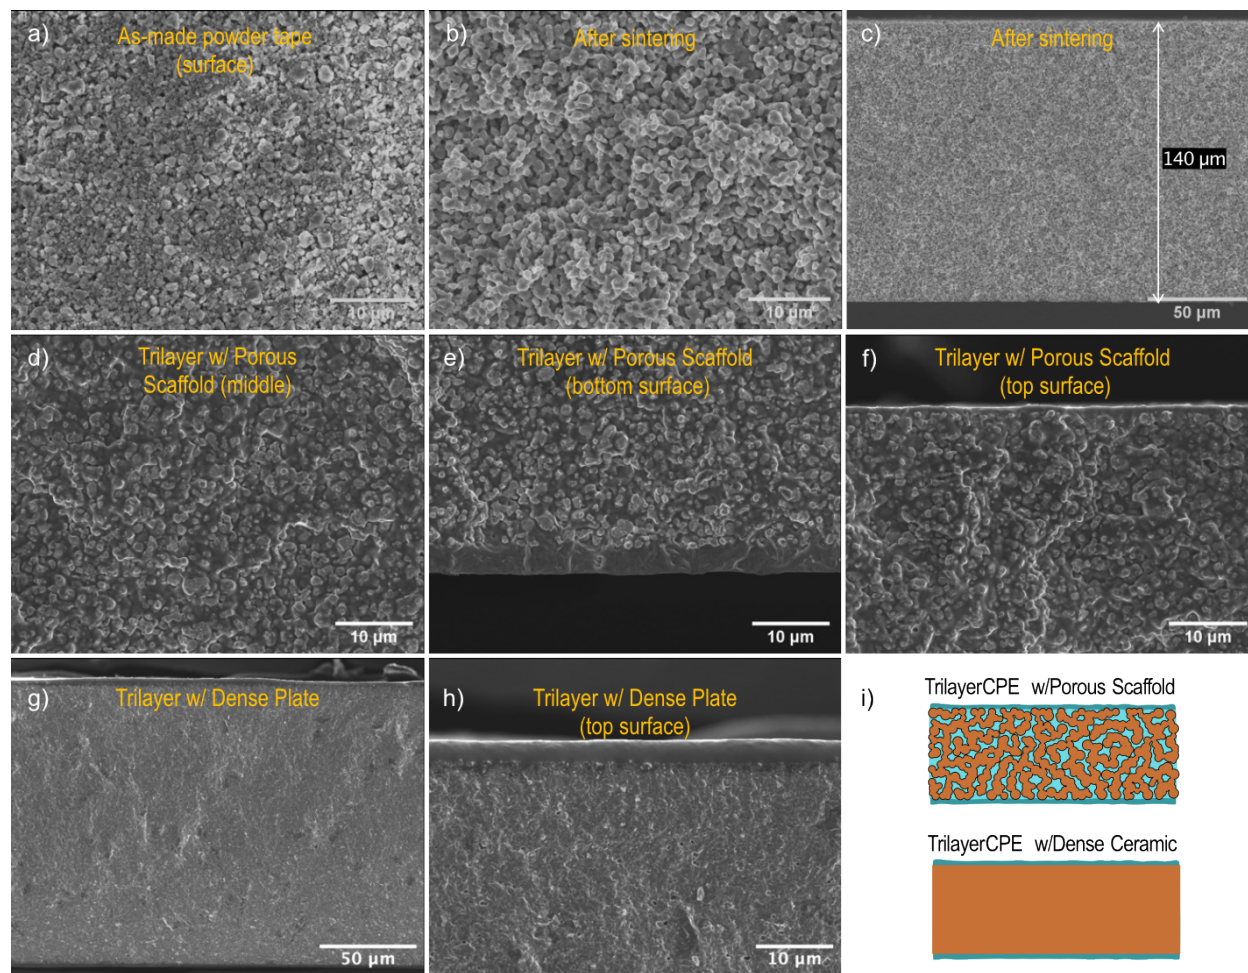 a)
As-made powder tape
(surface)
10 µm
b)
After sintering
10 µm
c)
After sintering
140 µm
50 µm
d)
Trilayer w/ Porous
Scaffold (middle)
10 µm
e)
Trilayer w/ Porous Scaffold
(bottom surface)
10 µm
f)
Trilayer w/ Porous Scaffold
(top surface)
10 µm
g)
Trilayer w/ Dense Plate
50 µm
h)
Trilayer w/ Dense Plate
(top surface)
10 µm
i)
TrilayerCPE w/Porous Scaffold
TrilayerCPE w/Dense Ceramic